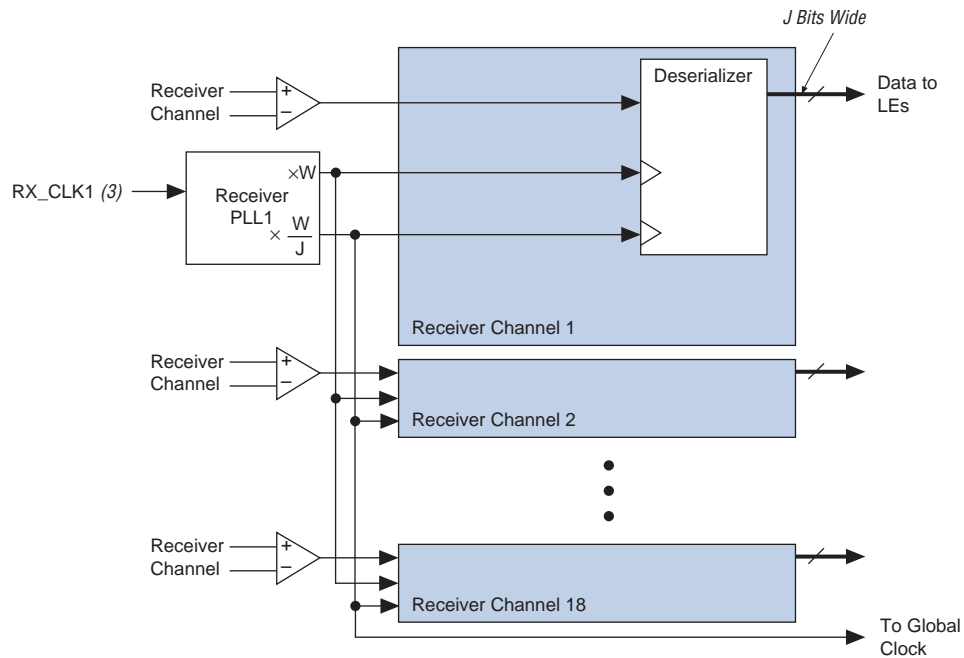 J Bits Wide
Deserializer
Data to
LEs
Receiver
Channel
+
−
×W
RX_CLK1 (3)
Receiver
PLL1
× W
J
Receiver Channel 1
Receiver
Channel
+
−
Receiver Channel 2
Receiver
Channel
+
−
Receiver Channel 18
To Global
Clock